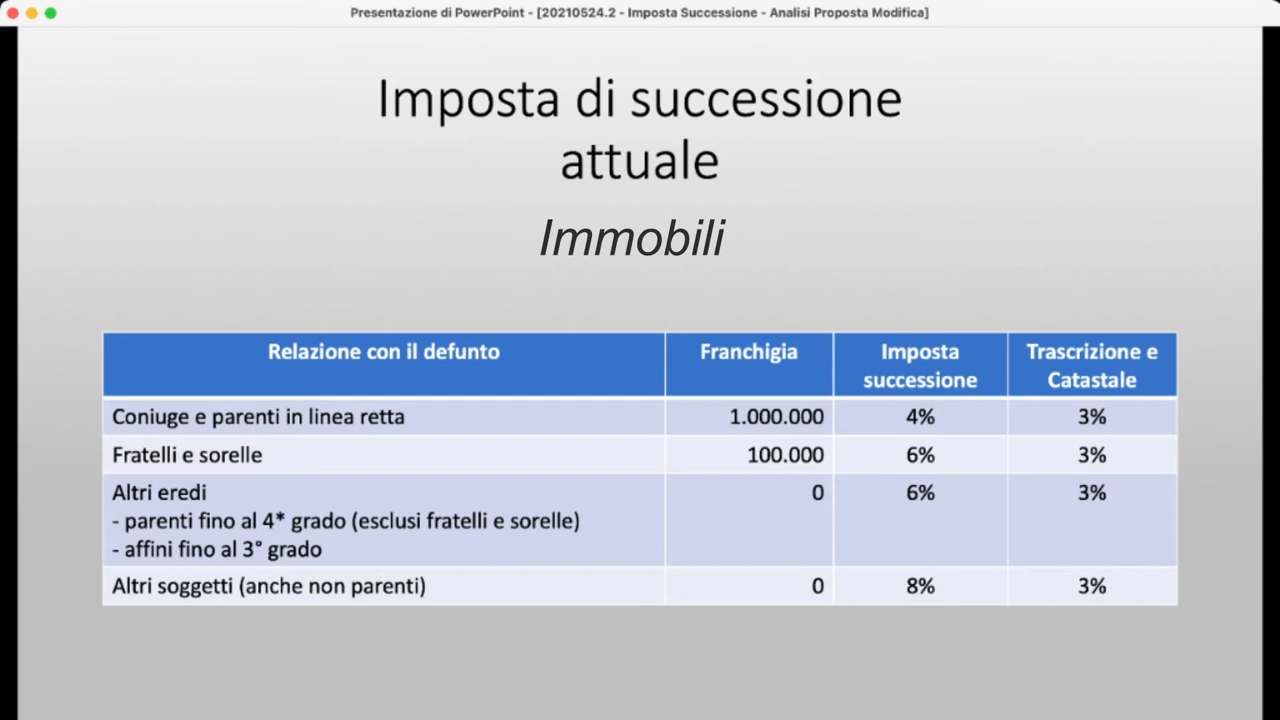 Presentazione di PowerPoint - [20210524.2 - Imposta Successione - Analisi Proposta Modifica]
Imposta di successione
attuale
Immobili
Relazione con il defunto Franchigia Imposta successione Trascrizione e Catastale
Coniuge e parenti in linea retta 1.000.000 4% 3%
Fratelli e sorelle 100.000 6% 3%
Altri eredi 0 6% 3%
- parenti fino al 4* grado (esclusi fratelli e sorelle)
- affini fino al 3° grado
Altri soggetti (anche non parenti) 0 8% 3%